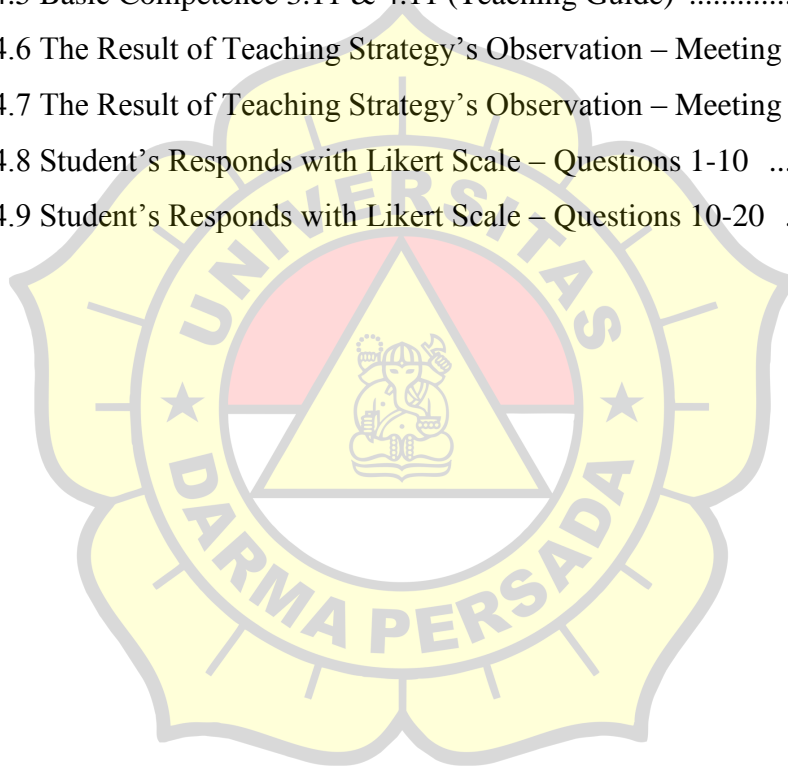 4.5 Basic Competence 3.11 & 4.11 (Teaching Guide) .............
4.6 The Result of Teaching Strategy's Observation – Meeting
4.7 The Result of Teaching Strategy's Observation – Meeting
4.8 Student's Responds with Likert Scale – Questions 1-10 ...
4.9 Student's Responds with Likert Scale – Questions 10-20 .
UNIVERSITAS
DARMA PERSADA